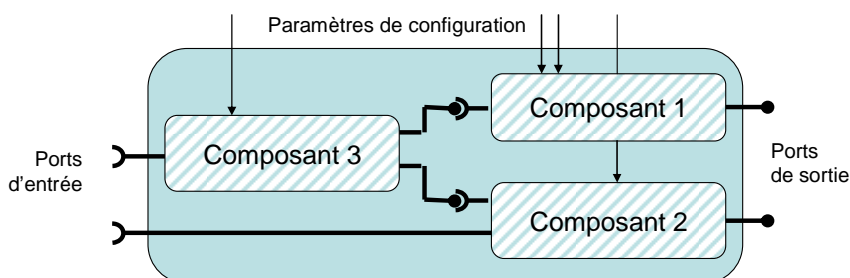 Paramètres de configuration
Composant 1
Composant 3
Ports
d'entrée
Ports
de sortie
Composant 2